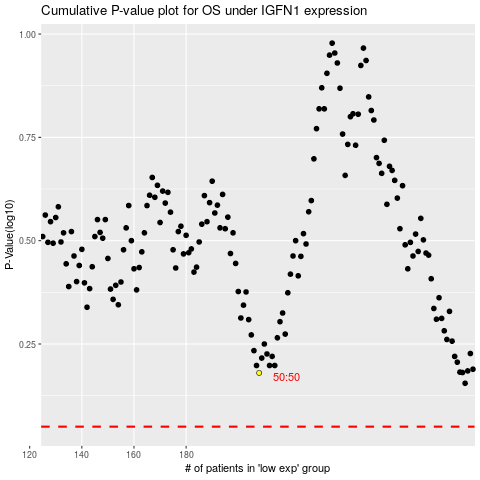 Cumulative P-value plot for OS under IGFN1 expression
P-Value(log10)
1.00
0.75
0.50
0.25
50:50
120 140 160 180
# of patients in 'low exp' group